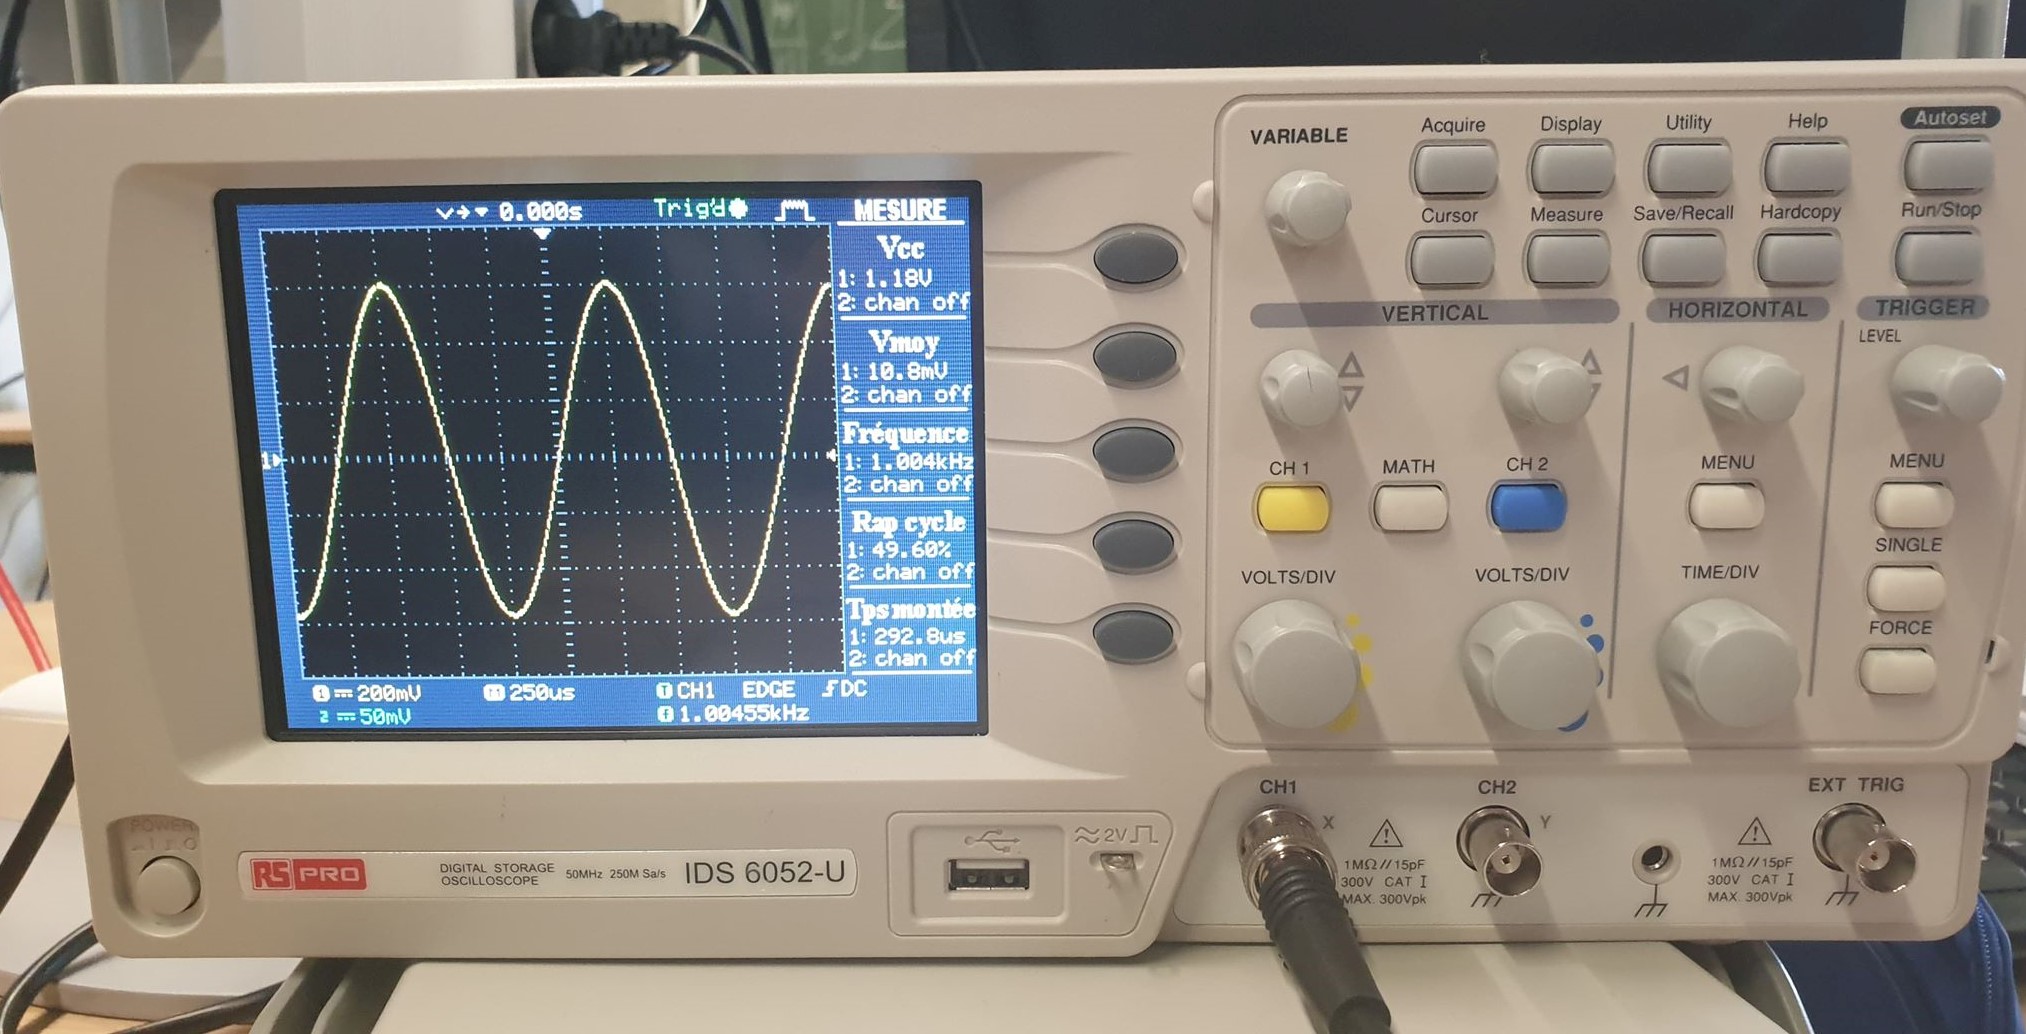 0.000s Trig'd MESURE
Vcc
1: 1.18V
2: chan off
Vmoy
1: 10.8mV
2: chan off
Fréquence
1: 1.004kHz
2: chan off
Rap cycle
1: 49.60%
2: chan off
Tps montée
1: 292.8us
2: chan off
1
1 200mV M 250us T CH1 EDGE DC
2 50mV f 1.00455kHz
VARIABLE
Acquire Display Utility Help Autoset
Cursor Measure Save/Recall Hardcopy Run/Stop
VERTICAL HORIZONTAL TRIGGER
LEVEL
CH 1 MATH CH 2 MENU MENU
SINGLE
VOLTS/DIV VOLTS/DIV TIME/DIV
FORCE
POWER
RS PRO
DIGITAL STORAGE
OSCILLOSCOPE
50MHz 250M Sa/s
IDS 6052-U
≈2V
CH1 CH2 EXT TRIG
X Y
1MΩ//15pF
300V CAT I
MAX. 300Vpk
1MΩ//15pF
300V CAT I
MAX. 300Vpk